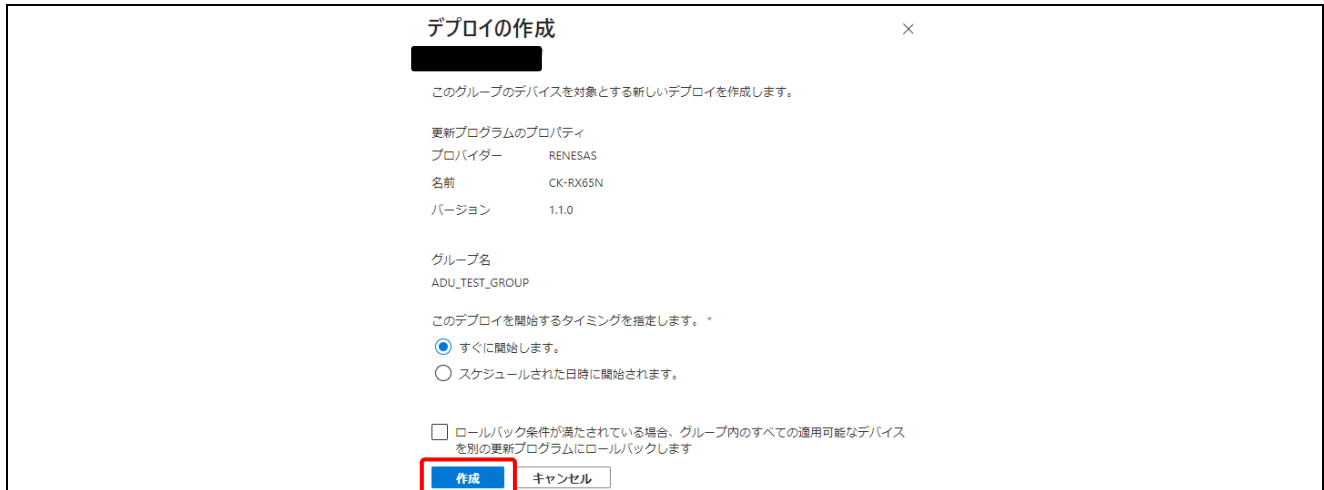 デプロイの作成
このグループのデバイスを対象とする新しいデプロイを作成します。
更新プログラムのプロパティ
プロバイダー RENESAS
名前 CK-RX65N
バージョン 1.1.0
グループ名
ADU_TEST_GROUP
このデプロイを開始するタイミングを指定します。 *
すぐに開始します。
スケジュールされた日時に開始されます。
ロールバック条件が満たされている場合、グループ内のすべての適用可能なデバイス
を別の更新プログラムにロールバックします
作成 キャンセル